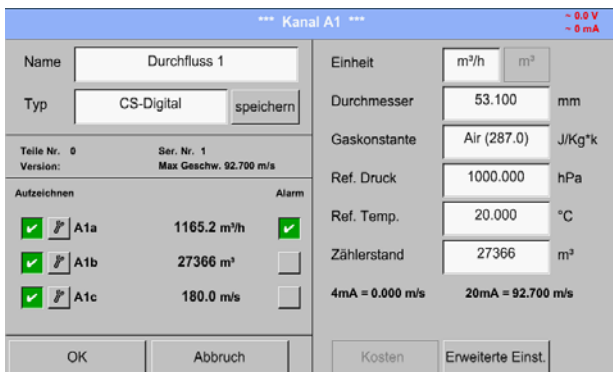 *** Kanal A1 ***
~ 0.0 V
~ 0 mA
Name Durchfluss 1
Typ CS-Digital speichern
Teile Nr. 0 Ser. Nr. 1
Version: Max Geschw. 92.700 m/s
Aufzeichnen Alarm
A1a 1165.2 m³/h
A1b 27366 m³
A1c 180.0 m/s
OK Abbruch
Einheit m³/h m³
Durchmesser 53.100 mm
Gaskonstante Air (287.0) J/Kg*k
Ref. Druck 1000.000 hPa
Ref. Temp. 20.000 °C
Zählerstand 27366 m³
4mA = 0.000 m/s 20mA = 92.700 m/s
Kosten Erweiterte Einst.